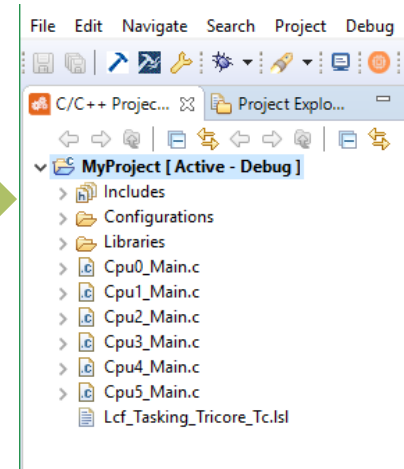 File Edit Navigate Search Project Debug
C/C++ Projec... Project Explo...
MyProject [ Active - Debug ]
Includes
Configurations
Libraries
Cpu0_Main.c
Cpu1_Main.c
Cpu2_Main.c
Cpu3_Main.c
Cpu4_Main.c
Cpu5_Main.c
Lcf_Tasking_Tricore_Tc.lsl